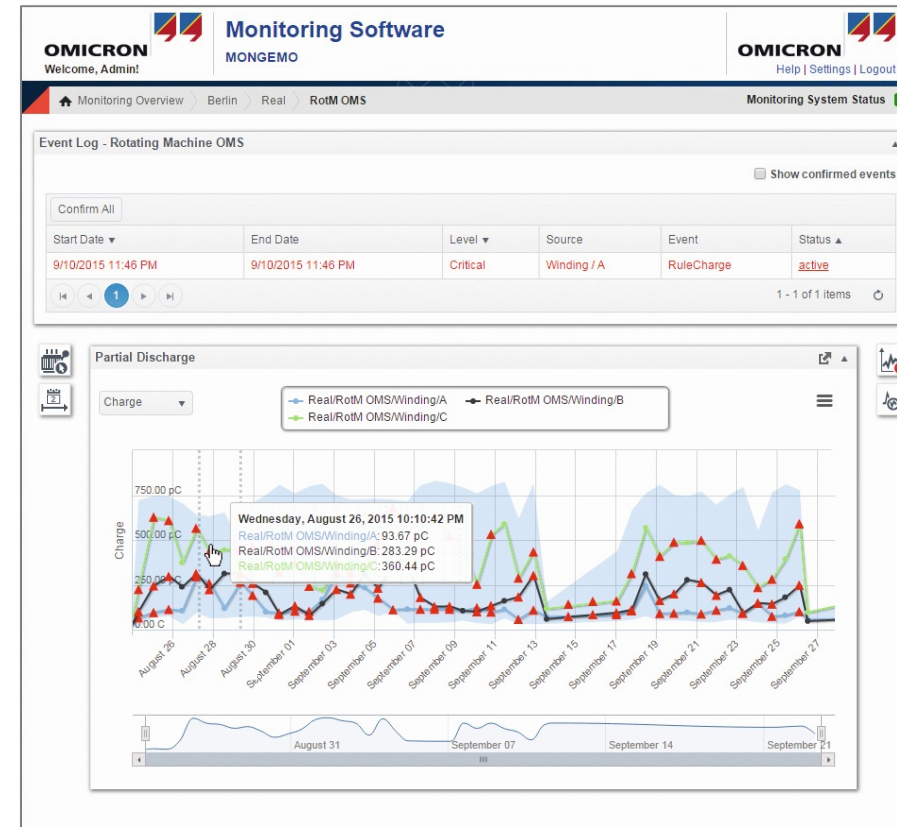 OMICRON
Monitoring Software
MONGEMO
OMICRON
Welcome, Admin!
Help | Settings | Logout
Monitoring Overview Berlin Real RotM OMS
Monitoring System Status
Event Log - Rotating Machine OMS
Show confirmed events
Confirm All
Start Date End Date Level Source Event Status
9/10/2015 11:46 PM 9/10/2015 11:46 PM Critical Winding / A RuleCharge active
1
1 - 1 of 1 items
Partial Discharge
2
Charge
Real/RotM OMS/Winding/A Real/RotM OMS/Winding/B
Real/RotM OMS/Winding/C
Charge
750.00 pC
500.00 pC
250.00 pC
0.00 C
Wednesday, August 26, 2015 10:10:42 PM
Real/RotM OMS/Winding/A: 93.67 pC
Real/RotM OMS/Winding/B: 283.29 pC
Real/RotM OMS/Winding/C: 360.44 pC
August 26 August 28 August 30 September 01 September 03 September 05 September 07 September 09 September 11 September 13 September 15 September 17 September 19 September 21 September 23 September 25 September 27
August 31 September 07 September 14 September 21